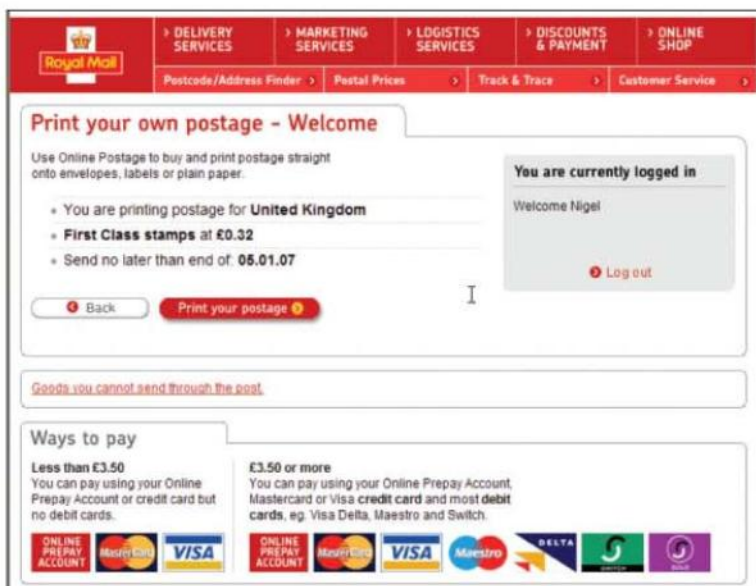 Royal Mail
› DELIVERY SERVICES
› MARKETING SERVICES
› LOGISTICS SERVICES
› DISCOUNTS & PAYMENT
› ONLINE SHOP
Postcode/Address Finder
Postal Prices
Track & Trace
Customer Service
Print your own postage - Welcome
Use Online Postage to buy and print postage straight
onto envelopes, labels or plain paper.
You are printing postage for United Kingdom
First Class stamps at £0.32
Send no later than end of: 05.01.07
Back
Print your postage
You are currently logged in
Welcome Nigel
Log out
Goods you cannot send through the post.
Ways to pay
Less than £3.50
You can pay using your Online
Prepay Account or credit card but
no debit cards.
ONLINE
PREPAY
ACCOUNT
MasterCard
VISA
£3.50 or more
You can pay using your Online Prepay Account,
Mastercard or Visa credit card and most debit
cards, eg. Visa Delta, Maestro and Switch.
ONLINE
PREPAY
ACCOUNT
MasterCard
VISA
Maestro
DELTA
SWITCH
SOLO